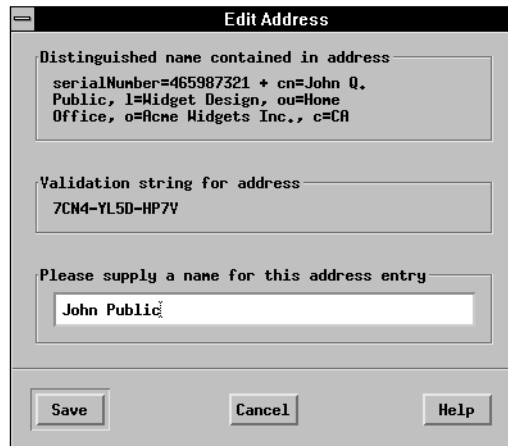 Edit Address
Distinguished name contained in address
serialNumber=465987321 + cn=John Q.
Public, l=Widget Design, ou=Home
Office, o=Acme Widgets Inc., c=CA
Validation string for address
7CN4-YL5D-HP7V
Please supply a name for this address entry
John Public
Save Cancel Help